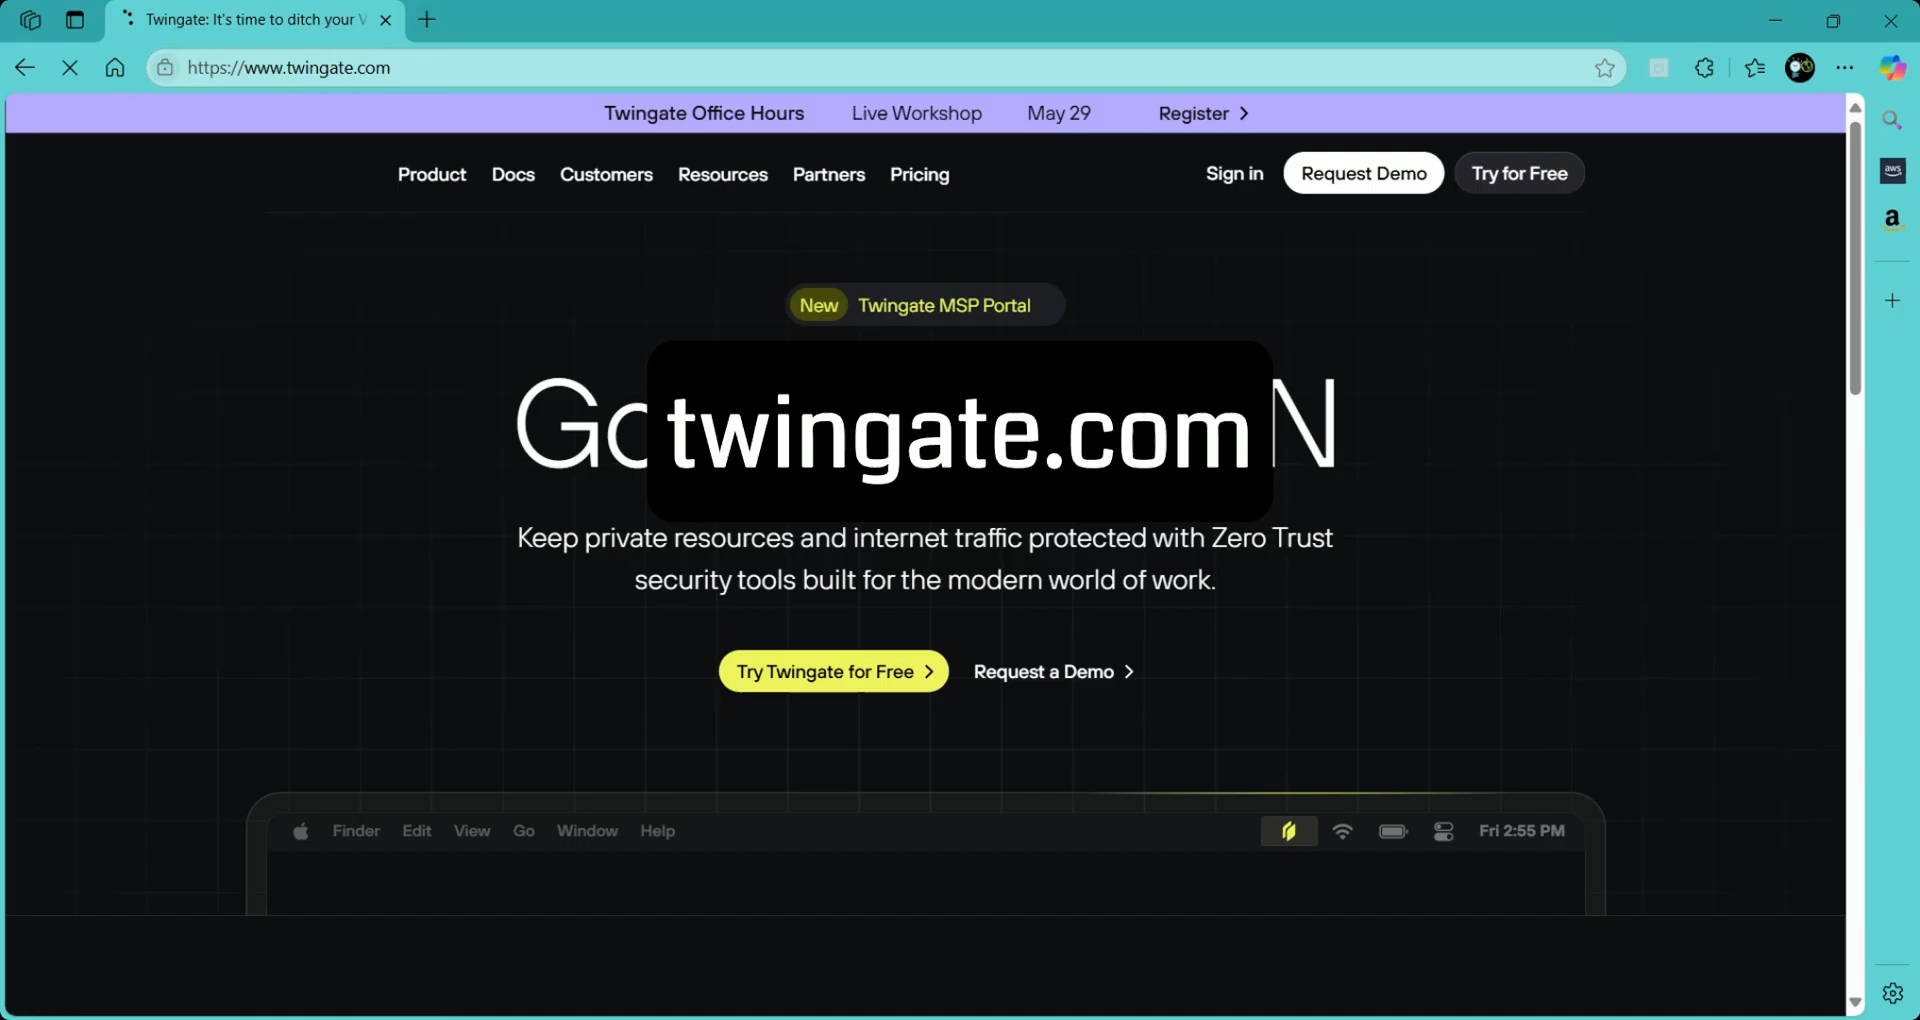 Twingate: It's time to ditch your V
https://www.twingate.com
Twingate Office Hours Live Workshop May 29 Register
Product Docs Customers Resources Partners Pricing Sign in Request Demo Try for Free
aws
a
New Twingate MSP Portal
Go N
twingate.com
Keep private resources and internet traffic protected with Zero Trust
security tools built for the modern world of work.
Try Twingate for Free Request a Demo
Finder Edit View Go Window Help Fri 2:55 PM